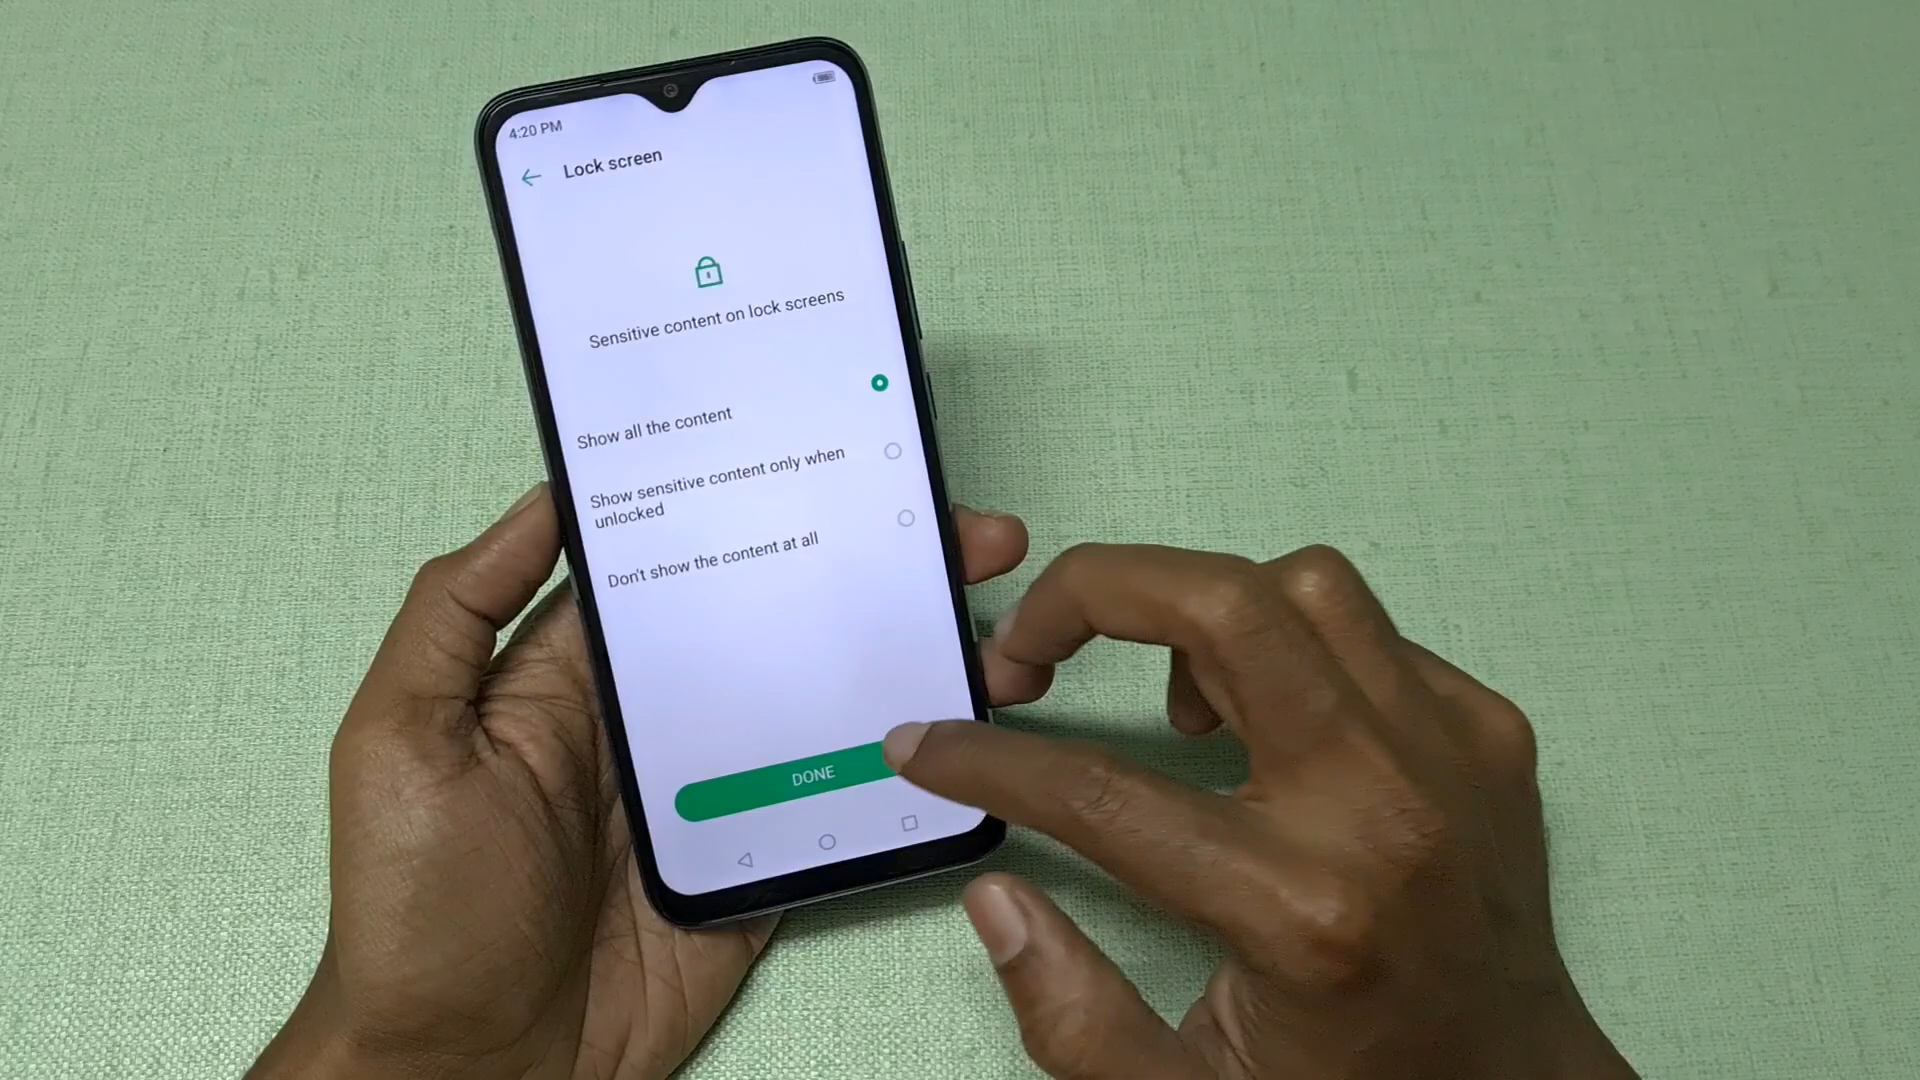 4:20 PM
Lock screen
Sensitive content on lock screens
Show all the content
Show sensitive content only when
unlocked
Don't show the content at all
DONE